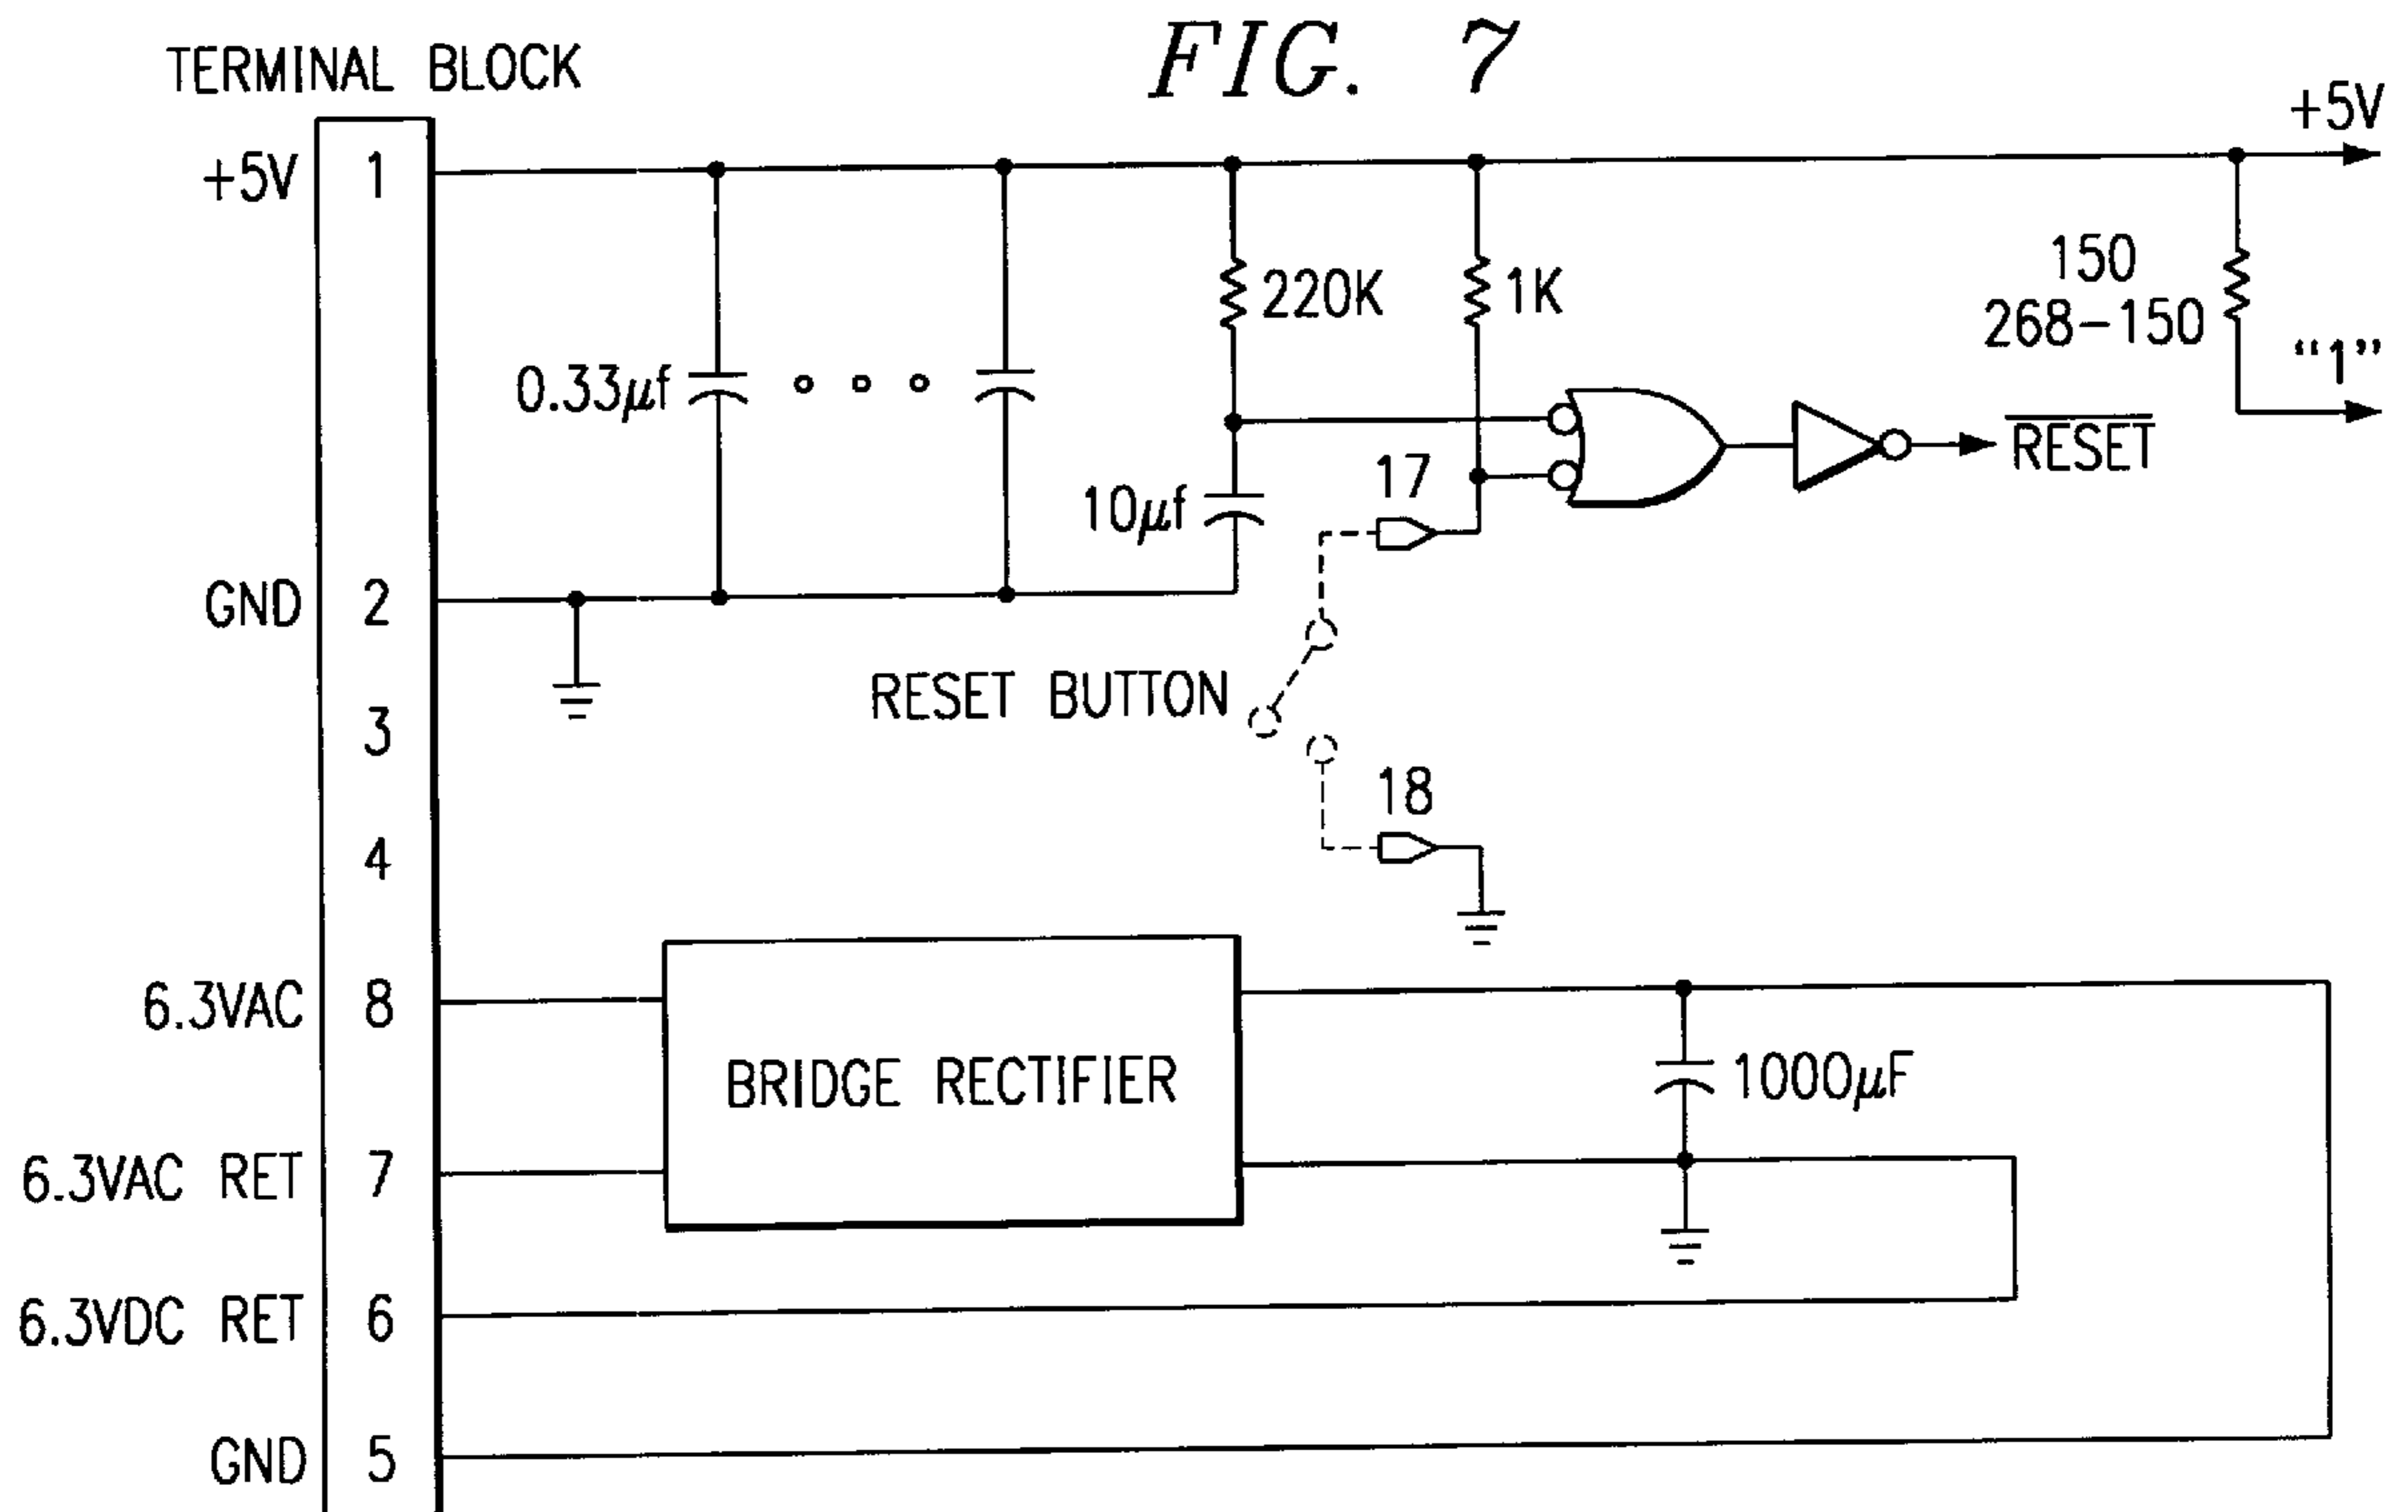 FIG. 7
TERMINAL BLOCK
+5V 1
+5V
220K
1K
150
268-150
"1"
0.33µf
RESET
17
10µf
GND 2
RESET BUTTON
3
18
4
6.3VAC 8
BRIDGE RECTIFIER
1000µF
6.3VAC RET 7
6.3VDC RET 6
GND 5